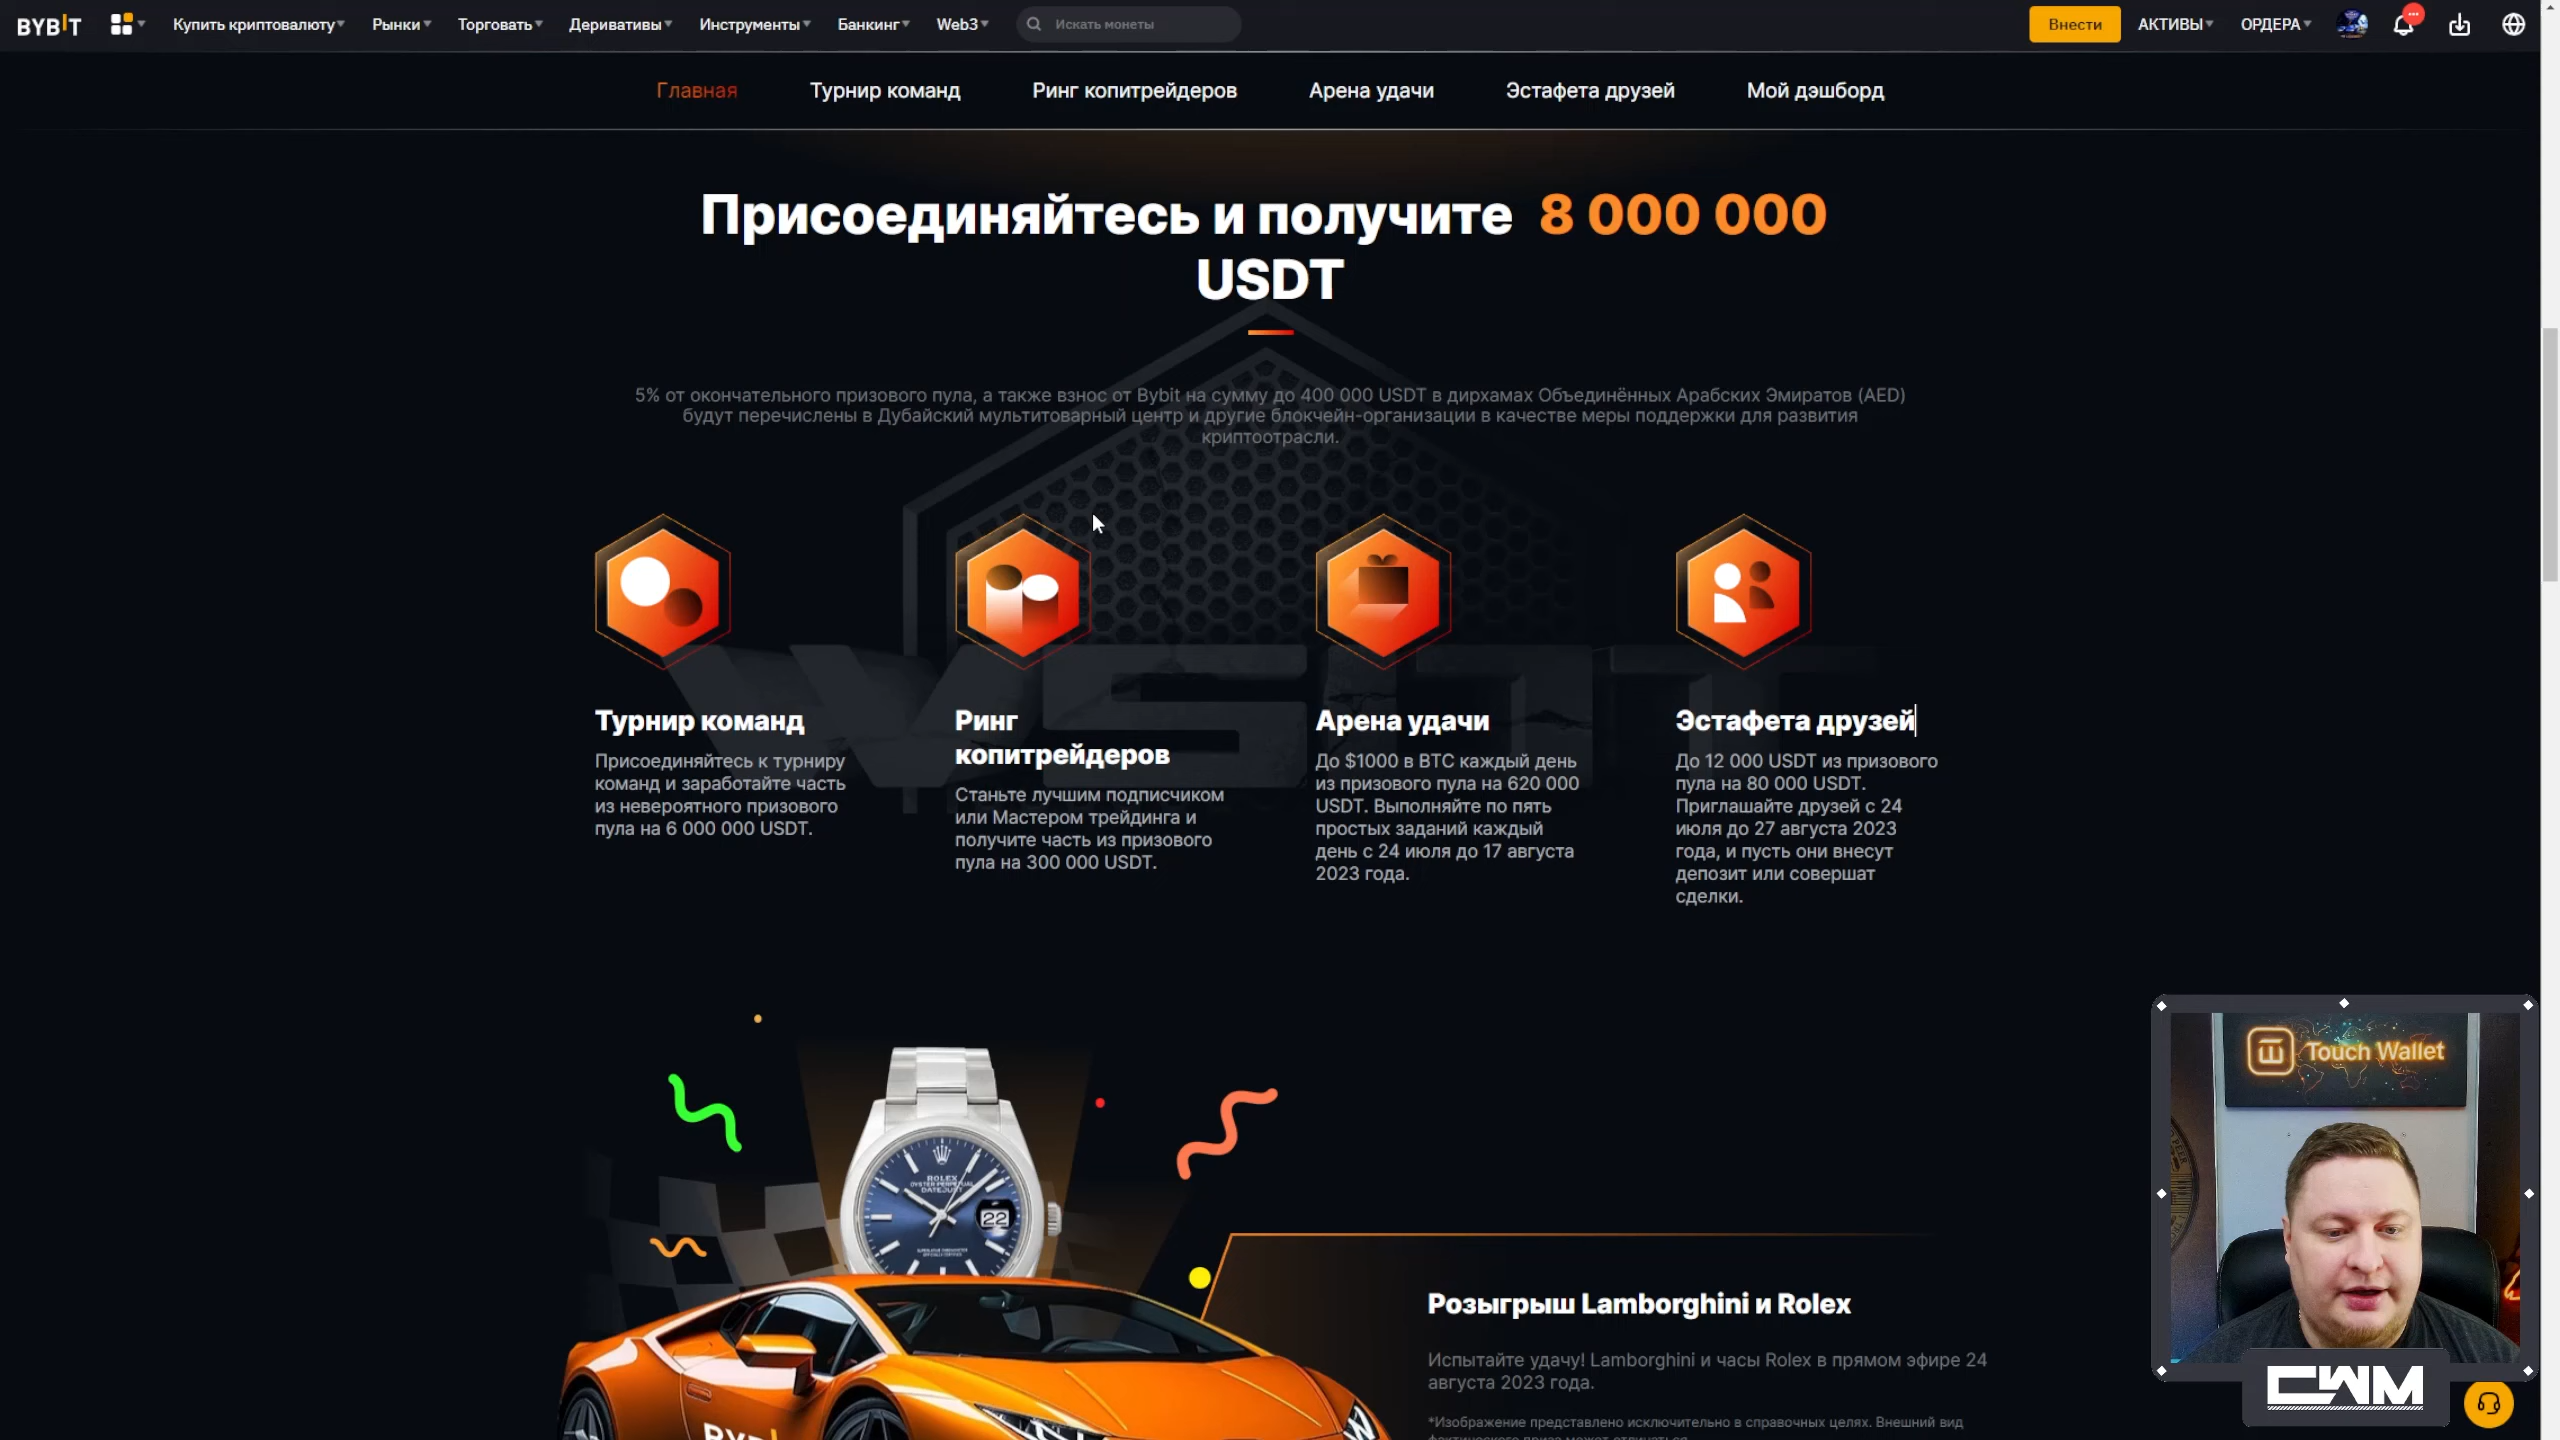 BYBIT
Купить криптовалюту
Рынки
Торговать
Деривативы
Инструменты
Банкинг
Web3
Искать монеты
Внести
АКТИВЫ
ОРДЕРА
Главная
Турнир команд
Ринг копитрейдеров
Арена удачи
Эстафета друзей
Мой дэшборд
Присоединяйтесь и получите 8 000 000
USDT
5% от окончательного призового пула, а также взнос от Bybit на сумму до 400 000 USDT в дирхамах Объединённых Арабских Эмиратов (AED)
будут перечислены в Дубайский мультитоварный центр и другие блокчейн-организации в качестве меры поддержки для развития
криптоотрасли.
WSOT
Турнир команд
Присоединяйтесь к турниру
команд и заработайте часть
из невероятного призового
пула на 6 000 000 USDT.
Ринг
копитрейдеров
Станьте лучшим подписчиком
или Мастером трейдинга и
получите часть из призового
пула на 300 000 USDT.
Арена удачи
До $1000 в BTC каждый день
из призового пула на 620 000
USDT. Выполняйте по пять
простых заданий каждый
день с 24 июля до 17 августа
2023 года.
Эстафета друзей
До 12 000 USDT из призового
пула на 80 000 USDT.
Приглашайте друзей с 24
июля до 27 августа 2023
года, и пусть они внесут
депозит или совершат
сделки.
ROLEX
OYSTER PERPETUAL
DATEJUST
22
Розыгрыш Lamborghini и Rolex
Испытайте удачу! Lamborghini и часы Rolex в прямом эфире 24
августа 2023 года.
*Изображение представлено исключительно в справочных целях. Внешний вид
Touch Wallet
CWM